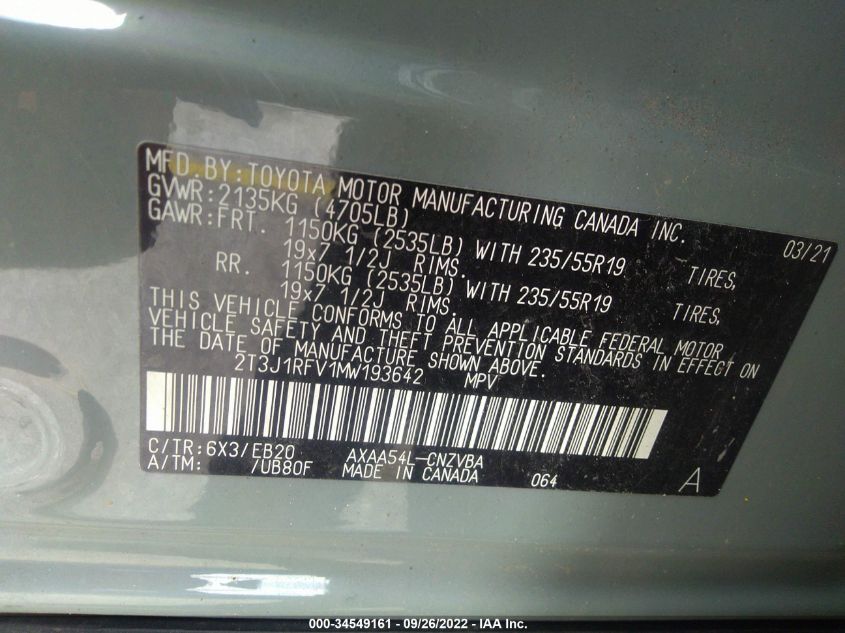 MFD. BY: TOYOTA MOTOR MANUFACTURING CANADA INC.
GVWR: 2135KG (4705LB) 03/21
GAWR: FRT. 1150KG (2535LB) WITH 235/55R19 TIRES,
19x7 1/2J RIMS.
RR. 1150KG (2535LB) WITH 235/55R19 TIRES,
19x7 1/2J RIMS.
THIS VEHICLE CONFORMS TO ALL APPLICABLE FEDERAL MOTOR
VEHICLE SAFETY AND THEFT PREVENTION STANDARDS IN EFFECT ON
THE DATE OF MANUFACTURE SHOWN ABOVE.
2T3J1RFV1MW193642 MPV
C/TR: 6X3/EB20 AXAA54L-CNZVBA
A/TM: /UB80F MADE IN CANADA 064 A
000-34549161 - 09/26/2022 - IAA Inc.